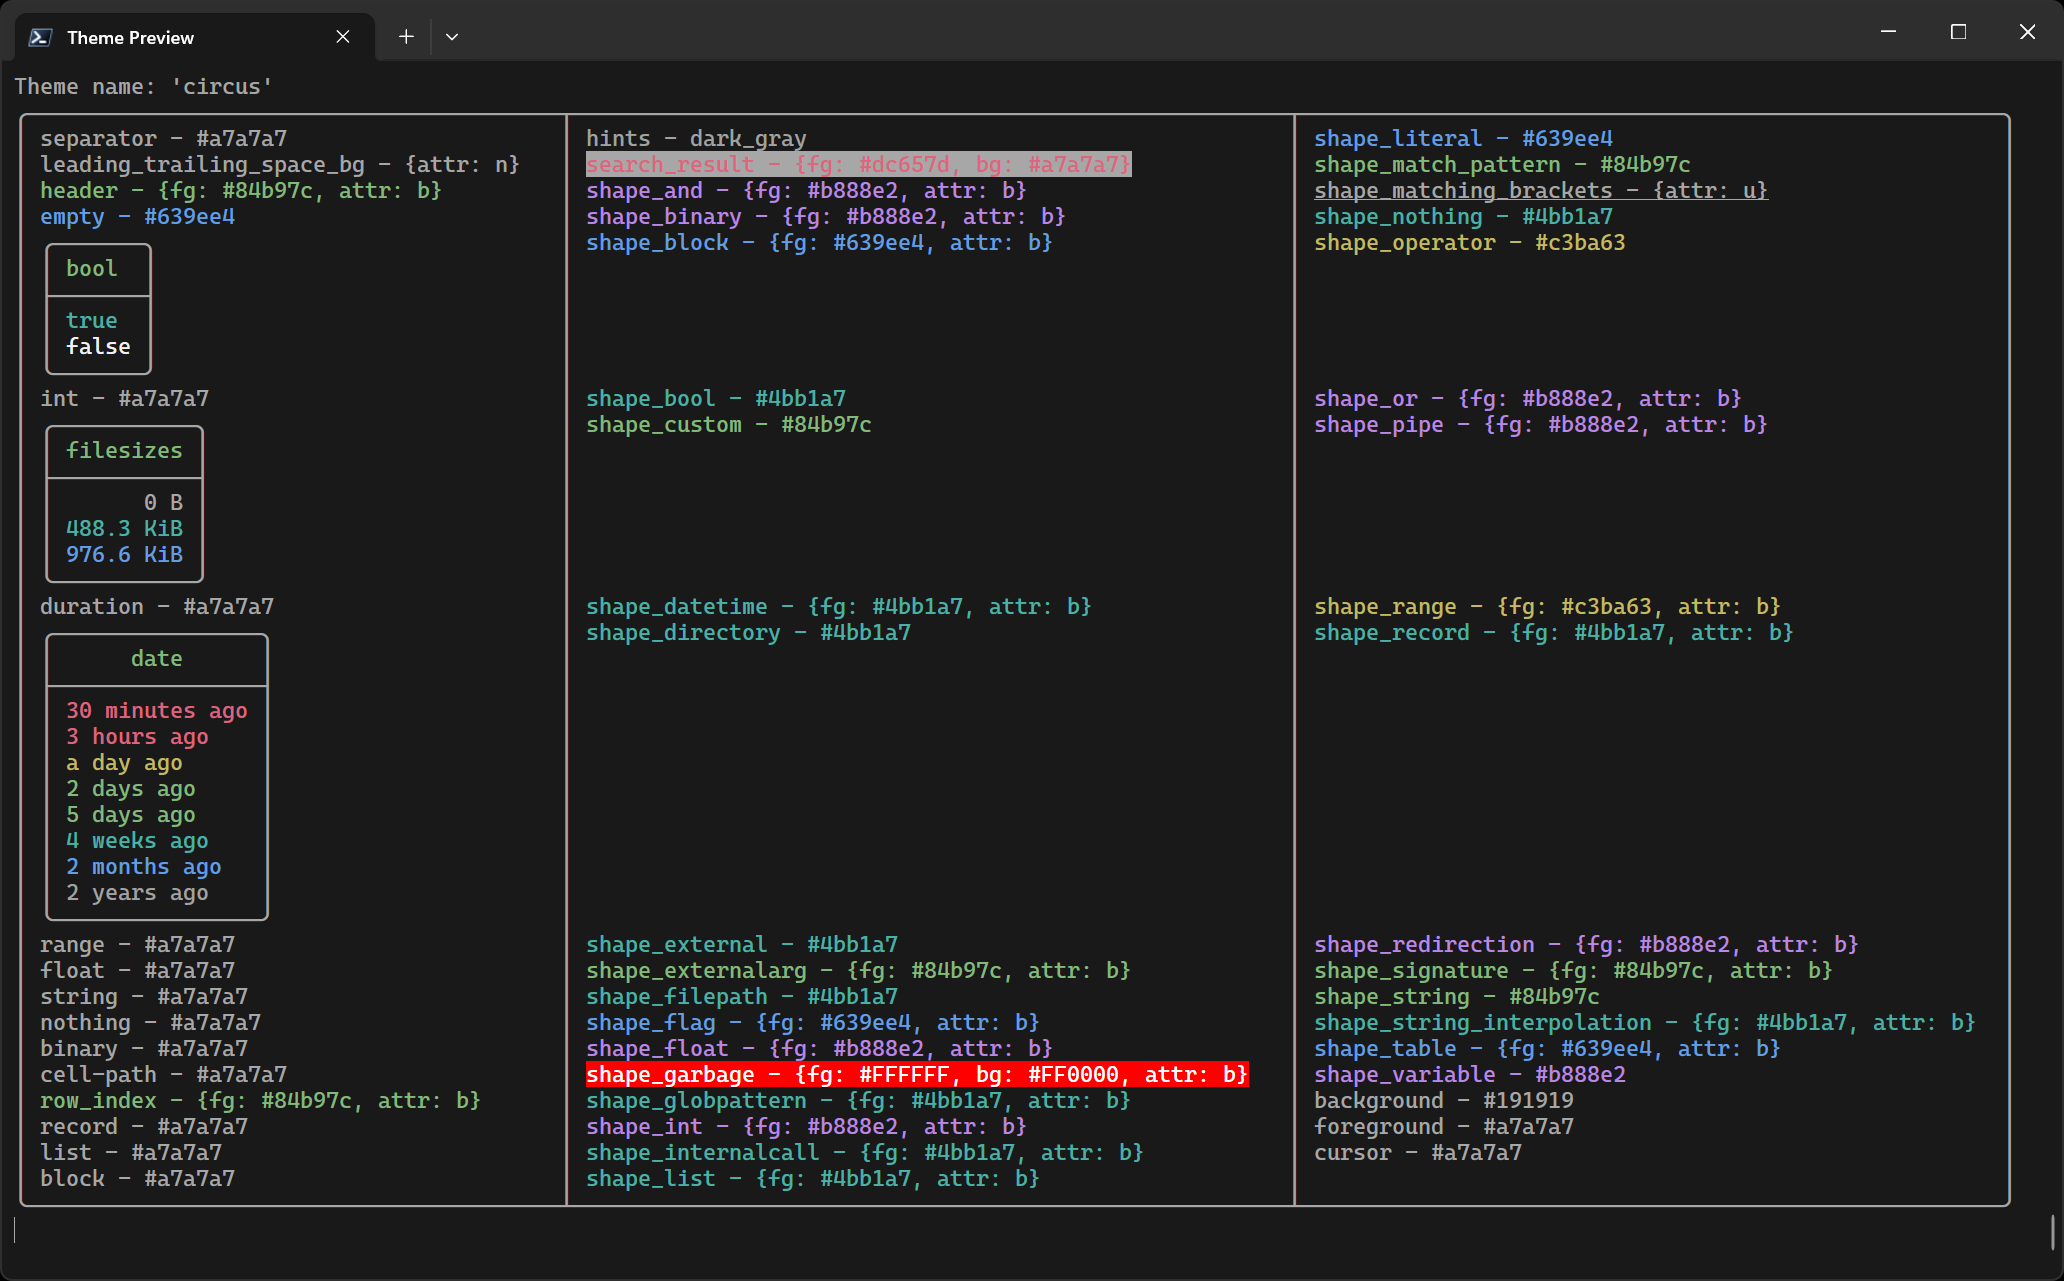 Theme Preview
Theme name: 'circus'
separator - #a7a7a7
leading_trailing_space_bg - {attr: n}
header - {fg: #84b97c, attr: b}
empty - #639ee4
bool
true
false
int - #a7a7a7
filesizes
0 B
488.3 KiB
976.6 KiB
duration - #a7a7a7
date
30 minutes ago
3 hours ago
a day ago
2 days ago
5 days ago
4 weeks ago
2 months ago
2 years ago
range - #a7a7a7
float - #a7a7a7
string - #a7a7a7
nothing - #a7a7a7
binary - #a7a7a7
cell-path - #a7a7a7
row_index - {fg: #84b97c, attr: b}
record - #a7a7a7
list - #a7a7a7
block - #a7a7a7
hints - dark_gray
search_result - {fg: #dc657d, bg: #a7a7a7}
shape_and - {fg: #b888e2, attr: b}
shape_binary - {fg: #b888e2, attr: b}
shape_block - {fg: #639ee4, attr: b}
shape_bool - #4bb1a7
shape_custom - #84b97c
shape_datetime - {fg: #4bb1a7, attr: b}
shape_directory - #4bb1a7
shape_external - #4bb1a7
shape_externalarg - {fg: #84b97c, attr: b}
shape_filepath - #4bb1a7
shape_flag - {fg: #639ee4, attr: b}
shape_float - {fg: #b888e2, attr: b}
shape_garbage - {fg: #FFFFFF, bg: #FF0000, attr: b}
shape_globpattern - {fg: #4bb1a7, attr: b}
shape_int - {fg: #b888e2, attr: b}
shape_internalcall - {fg: #4bb1a7, attr: b}
shape_list - {fg: #4bb1a7, attr: b}
shape_literal - #639ee4
shape_match_pattern - #84b97c
shape_matching_brackets - {attr: u}
shape_nothing - #4bb1a7
shape_operator - #c3ba63
shape_or - {fg: #b888e2, attr: b}
shape_pipe - {fg: #b888e2, attr: b}
shape_range - {fg: #c3ba63, attr: b}
shape_record - {fg: #4bb1a7, attr: b}
shape_redirection - {fg: #b888e2, attr: b}
shape_signature - {fg: #84b97c, attr: b}
shape_string - #84b97c
shape_string_interpolation - {fg: #4bb1a7, attr: b}
shape_table - {fg: #639ee4, attr: b}
shape_variable - #b888e2
background - #191919
foreground - #a7a7a7
cursor - #a7a7a7